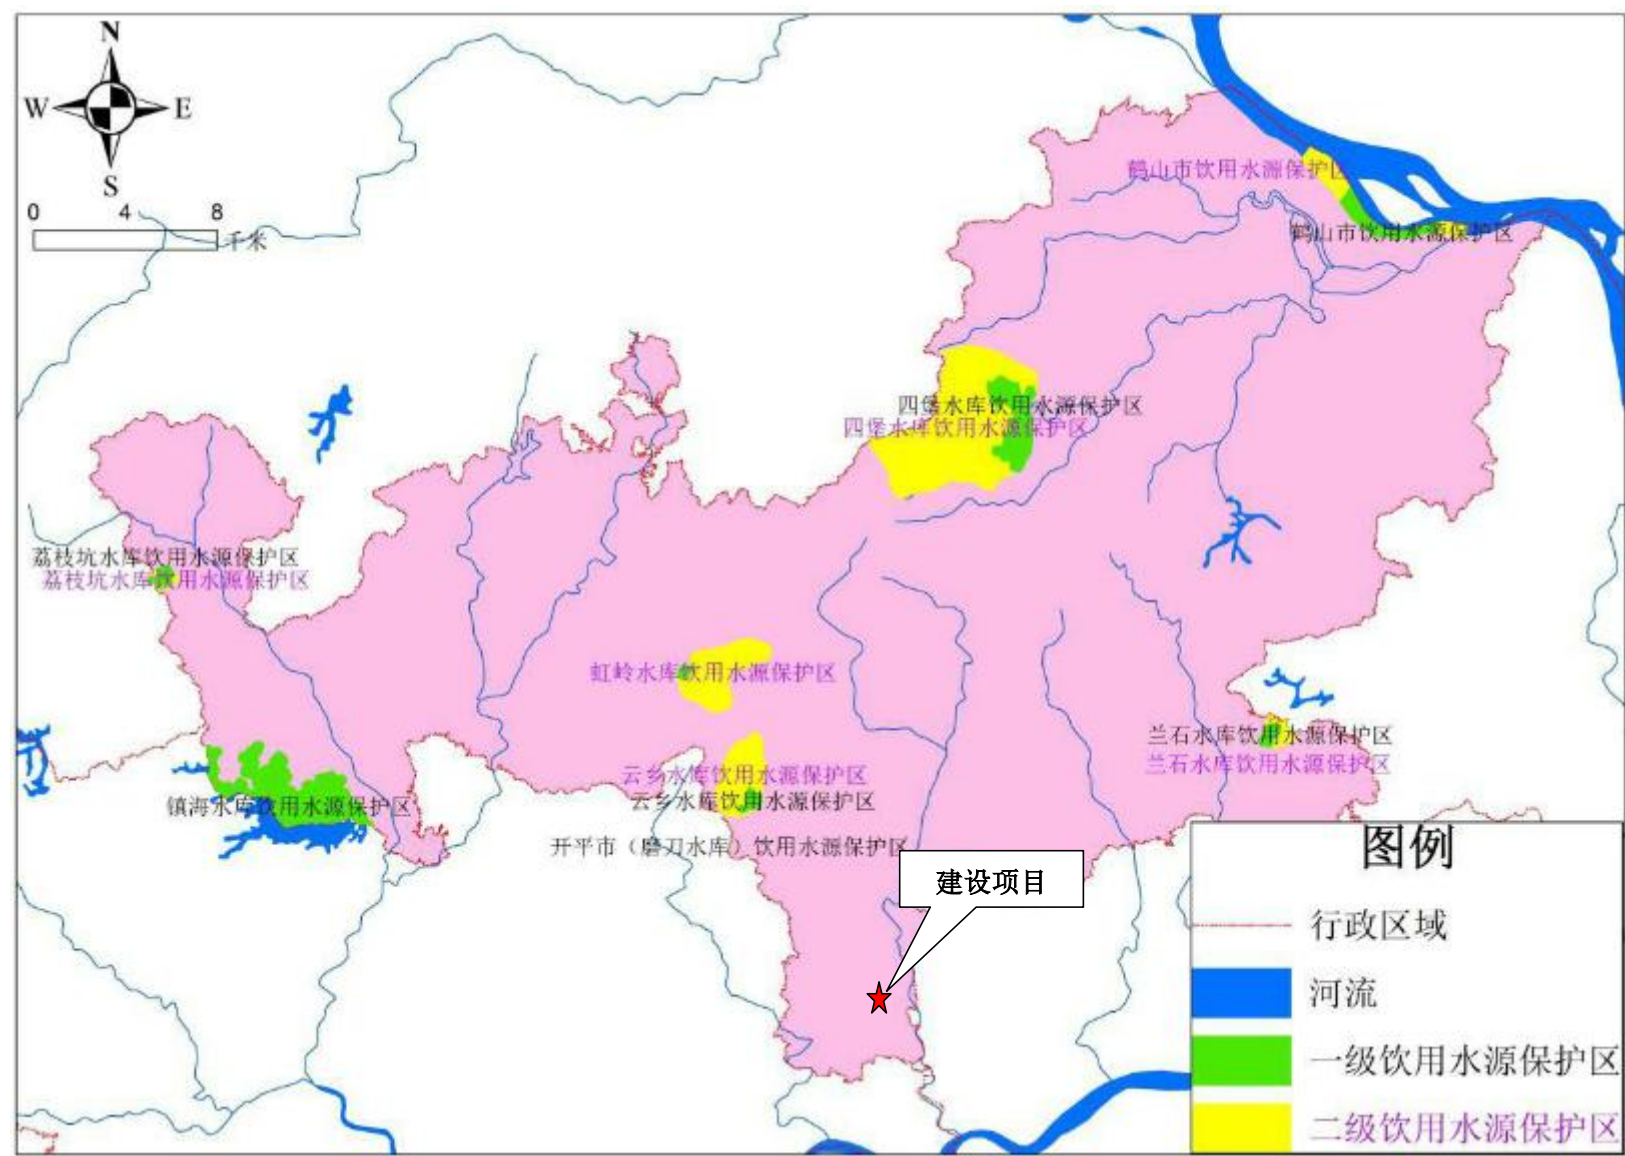 N
W
E
S
0 4 8
千米
鹤山市饮用水源保护区
鹤山市饮用水源保护区
四堡水库饮用水源保护区
四堡水库饮用水源保护区
荔枝坑水库饮用水源保护区
荔枝坑水库饮用水源保护区
虹岭水库饮用水源保护区
兰石水库饮用水源保护区
兰石水库饮用水源保护区
云乡水库饮用水源保护区
云乡水库饮用水源保护区
镇海水库饮用水源保护区
开平市（磨刀水库）饮用水源保护区
建设项目
图例
行政区域
河流
一级饮用水源保护区
二级饮用水源保护区